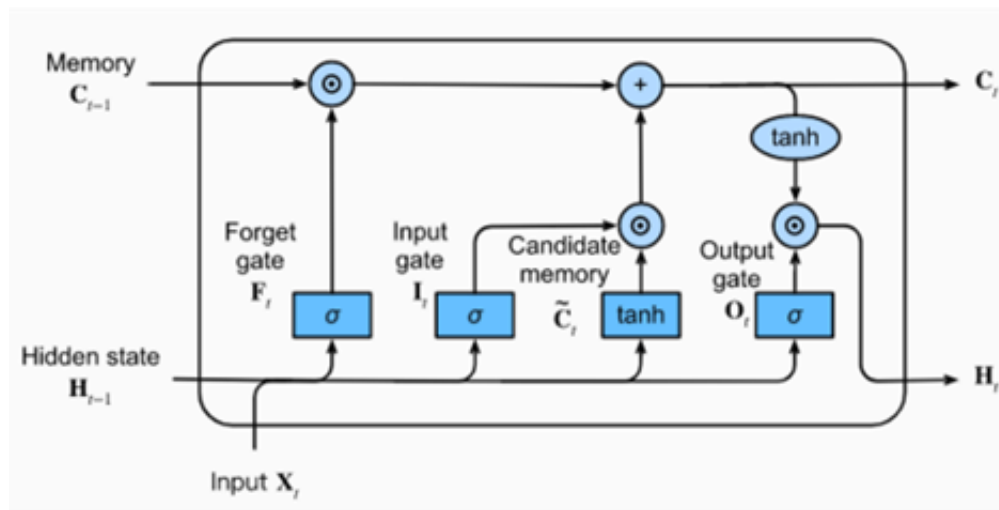 Memory
C_{t-1}
⊙
+
C_t
tanh
Forget
gate
F_t
Input
gate
I_t
Candidate
memory
C̃_t
⊙
Output
gate
O_t
⊙
σ
σ
tanh
σ
Hidden state
H_{t-1}
H_t
Input X_t